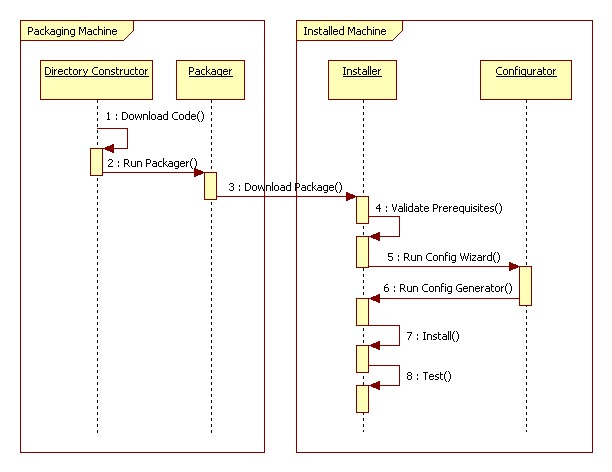 Packaging Machine
Installed Machine
Directory Constructor
Packager
Installer
Configurator
1 : Download Code()
2 : Run Packager()
3 : Download Package()
4 : Validate Prerequisites()
5 : Run Config Wizard()
6 : Run Config Generator()
7 : Install()
8 : Test()